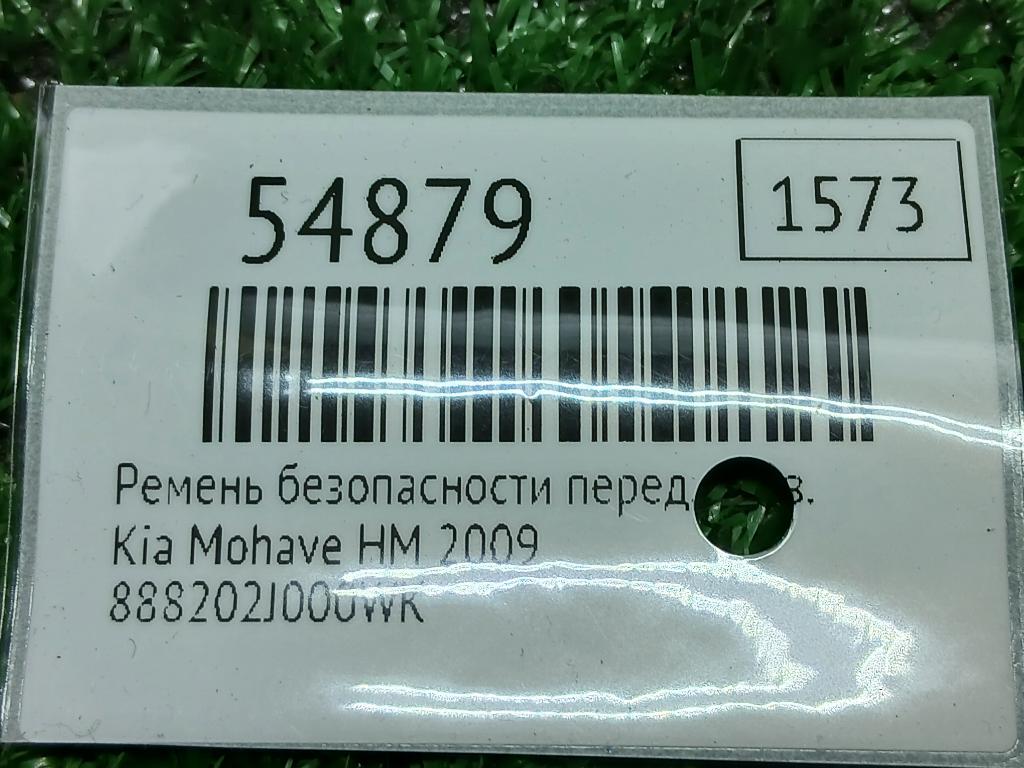 54879
1573
Ремень безопасности перед
Kia Mohave HM 2009
888202J000WK